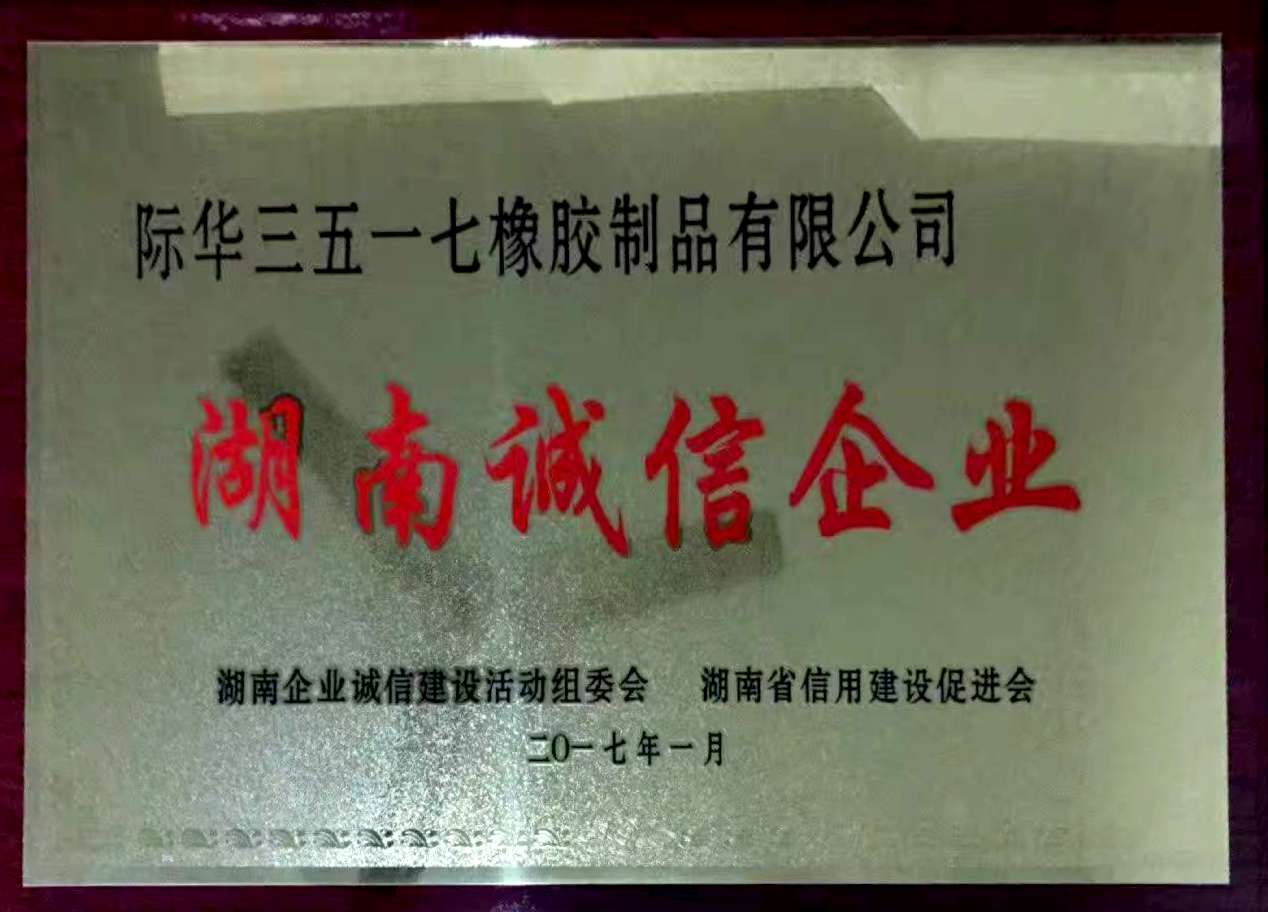 际华三五一七橡胶制品有限公司
湖南诚信企业
湖南企业诚信建设活动组委会 湖南省信用建设促进会
二〇一七年一月